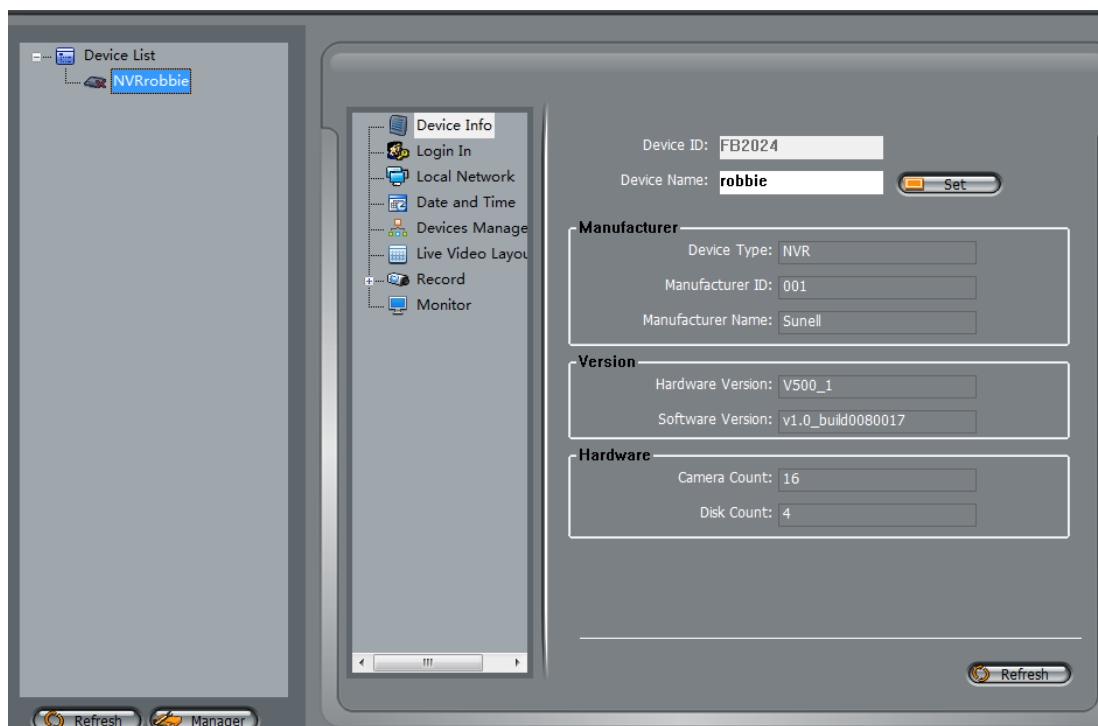 Device List
NVRrobbie
Refresh
Manager
Device Info
Login In
Local Network
Date and Time
Devices Manage
Live Video Layou
Record
Monitor
Device ID: FB2024
Device Name: robbie
Set
Manufacturer
Device Type: NVR
Manufacturer ID: 001
Manufacturer Name: Sunell
Version
Hardware Version: V500_1
Software Version: v1.0_build0080017
Hardware
Camera Count: 16
Disk Count: 4
Refresh